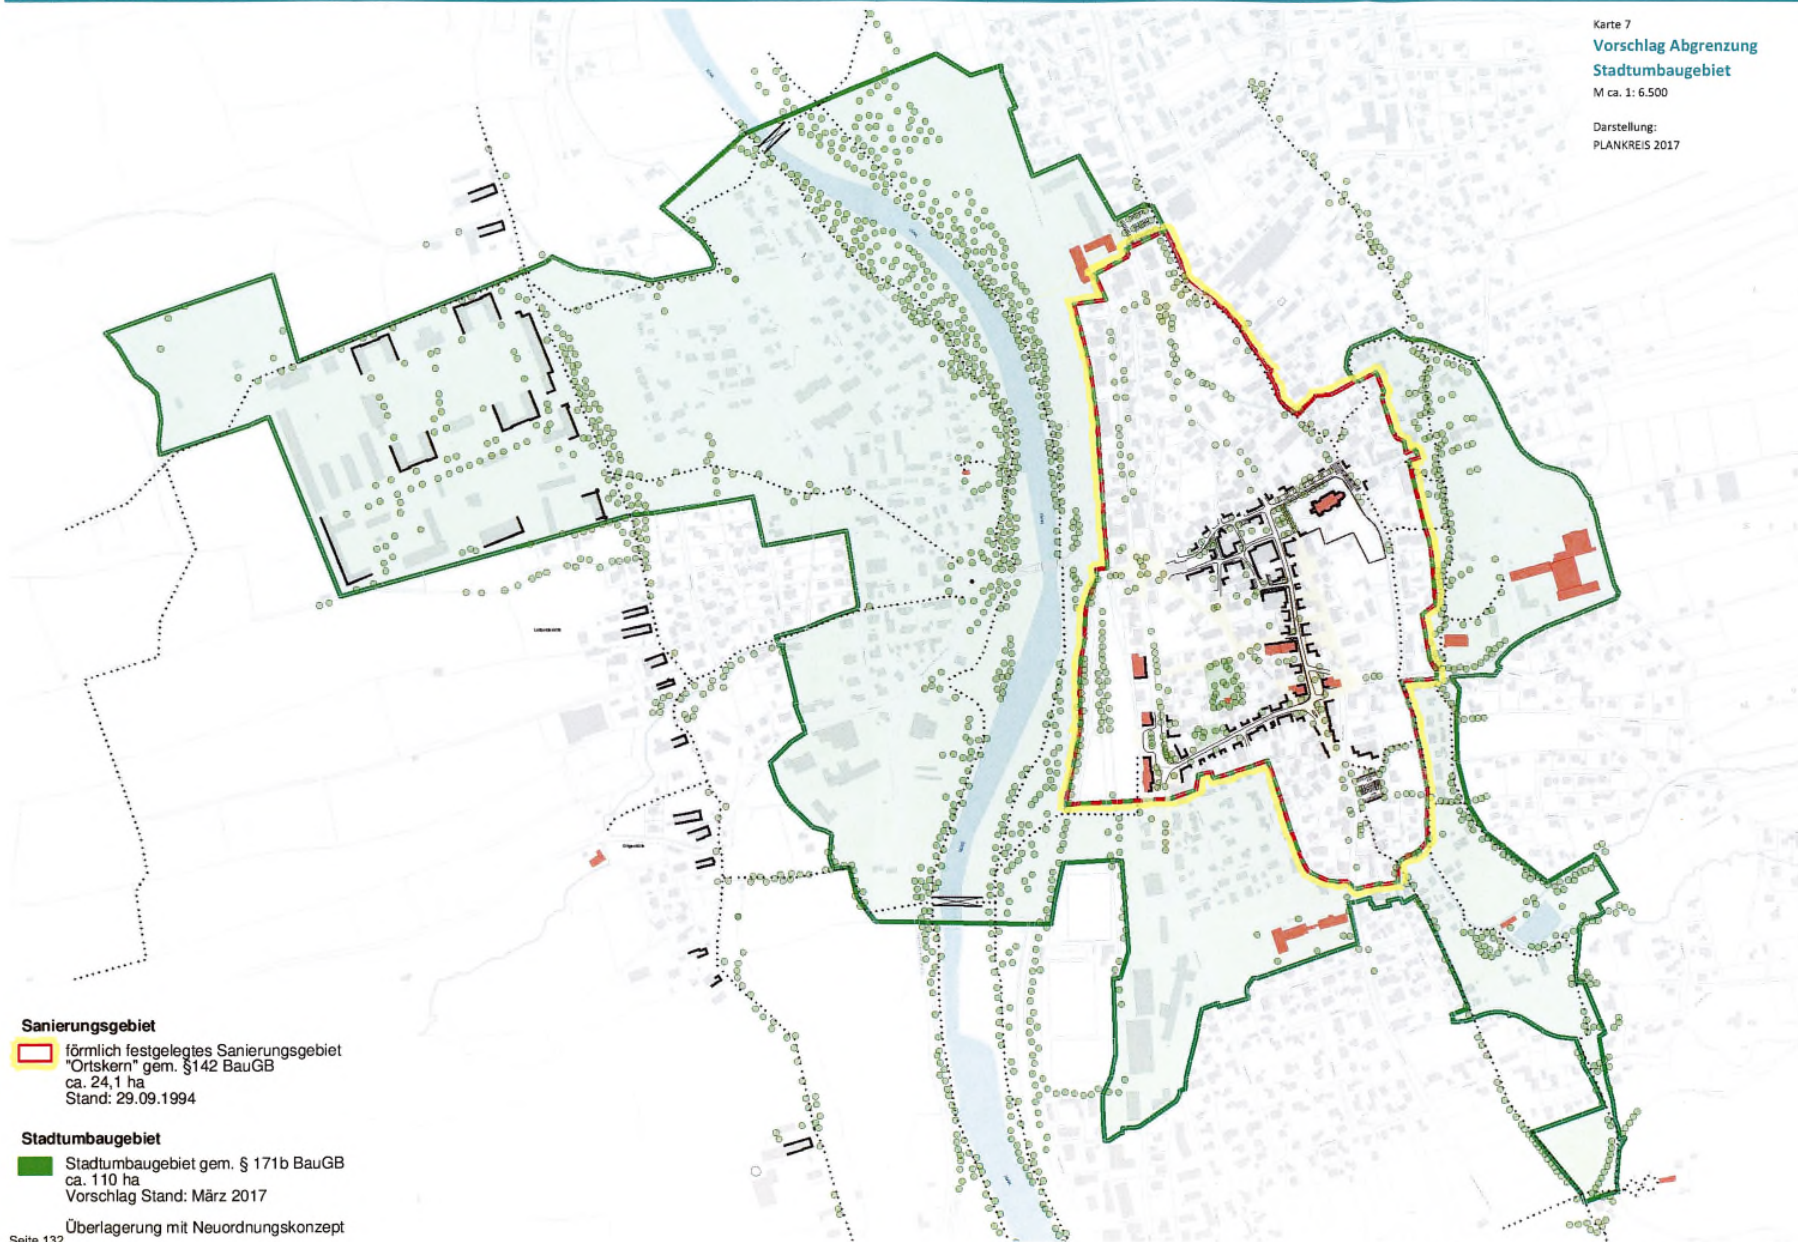 Karte 7
Vorschlag Abgrenzung
Stadtumbaugebiet
M ca. 1: 6.500
Darstellung:
PLANKREIS 2017
Sanierungsgebiet
förmlich festgelegtes Sanierungsgebiet
"Ortskern" gem. §142 BauGB
ca. 24,1 ha
Stand: 29.09.1994
Stadtumbaugebiet
Stadtumbaugebiet gem. § 171b BauGB
ca. 110 ha
Vorschlag Stand: März 2017
Überlagerung mit Neuordnungskonzept
Seite 132